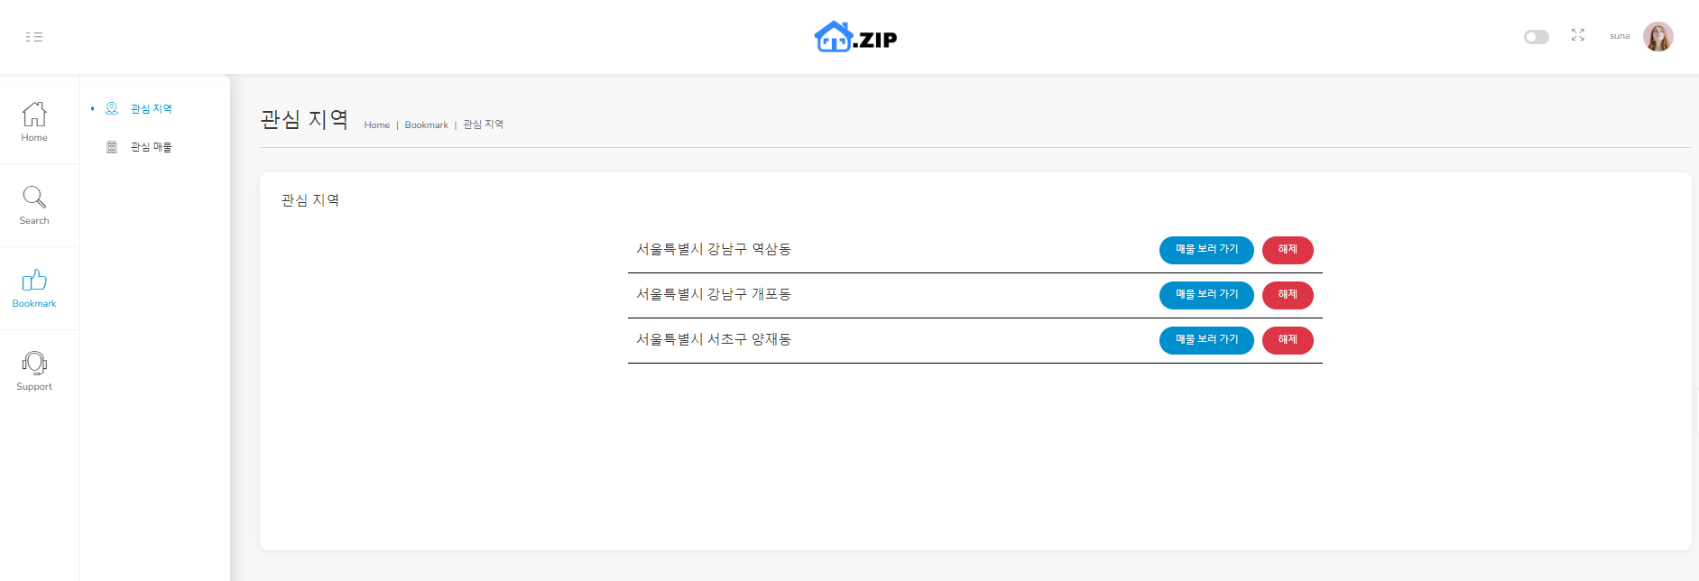 .ZIP
suna
Home
Search
Bookmark
Support
관심 지역
관심 매물
관심 지역
Home | Bookmark | 관심 지역
관심 지역
서울특별시 강남구 역삼동 매물 보러 가기 해제
서울특별시 강남구 개포동 매물 보러 가기 해제
서울특별시 서초구 양재동 매물 보러 가기 해제